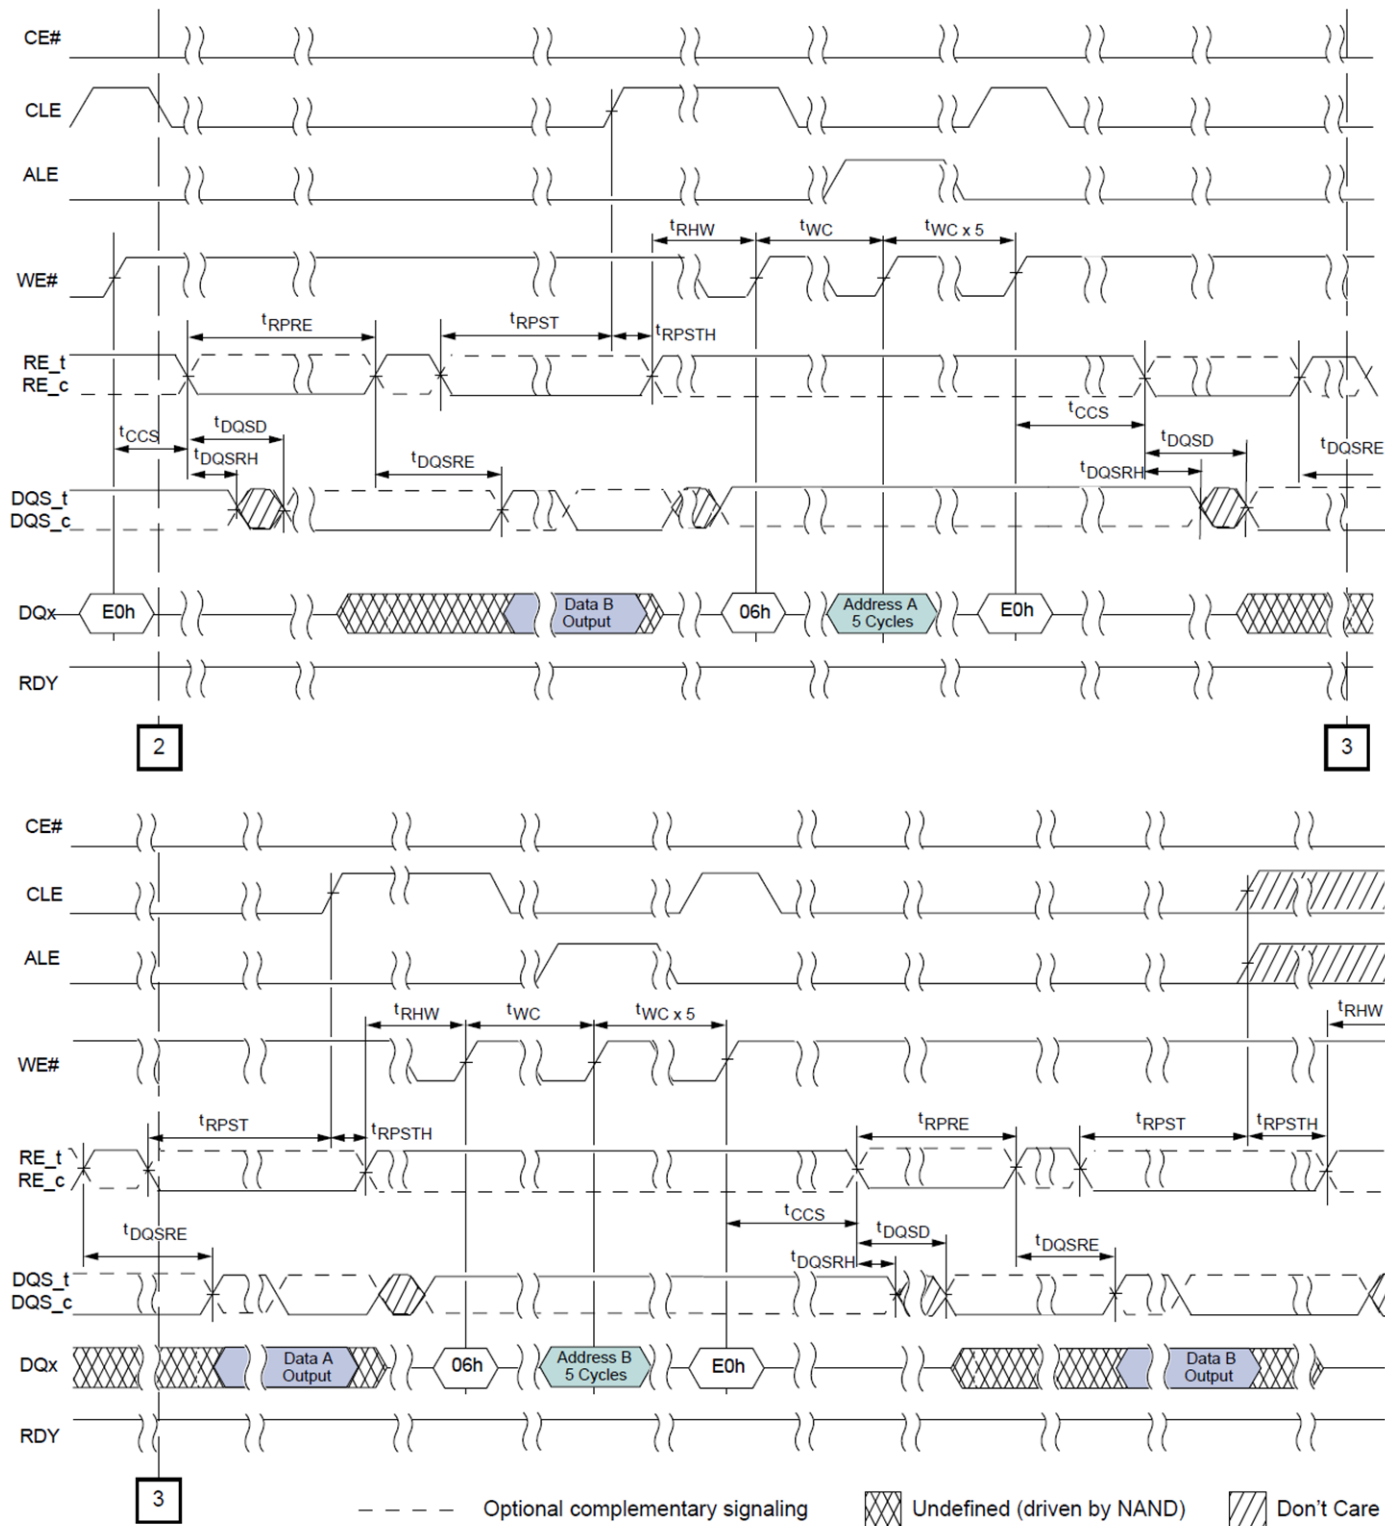 CE#
CLE
ALE
tRHW tWC tWC x 5
WE#
tRPRE tRPST tRPSTH
RE_t
RE_c
tCCS tDQSD tCCS tDQSD
tDQSRH tDQSRE tDQSRH tDQSRE
DQS_t
DQS_c
DQx E0h Data B Output 06h Address A 5 Cycles E0h
RDY
2 3
CE#
CLE
ALE
tRHW tWC tWC x 5 tRHW
WE#
tRPST tRPSTH tRPRE tRPST tRPSTH
RE_t
RE_c
tDQSRE tCCS tDQSD tDQSRE
tDQSRH
DQS_t
DQS_c
DQx Data A Output 06h Address B 5 Cycles E0h Data B Output
RDY
3
Optional complementary signaling Undefined (driven by NAND) Don't Care